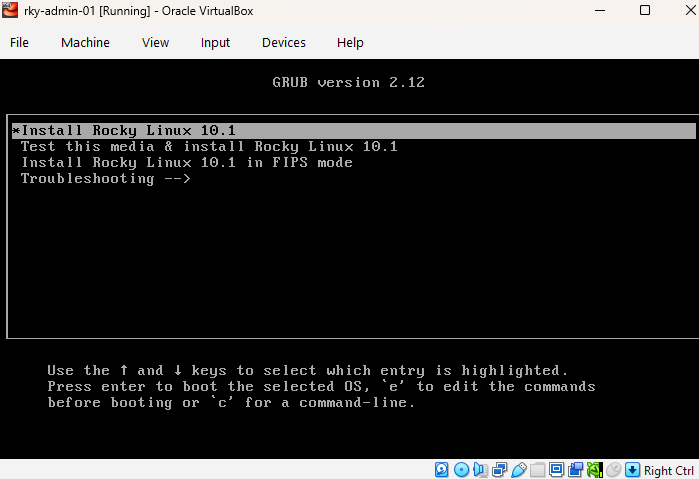 rky-admin-01 [Running] - Oracle VirtualBox
File Machine View Input Devices Help
GRUB version 2.12
*Install Rocky Linux 10.1
Test this media & install Rocky Linux 10.1
Install Rocky Linux 10.1 in FIPS mode
Troubleshooting -->
Use the ↑ and ↓ keys to select which entry is highlighted.
Press enter to boot the selected OS, `e' to edit the commands
before booting or `c' for a command-line.
Right Ctrl